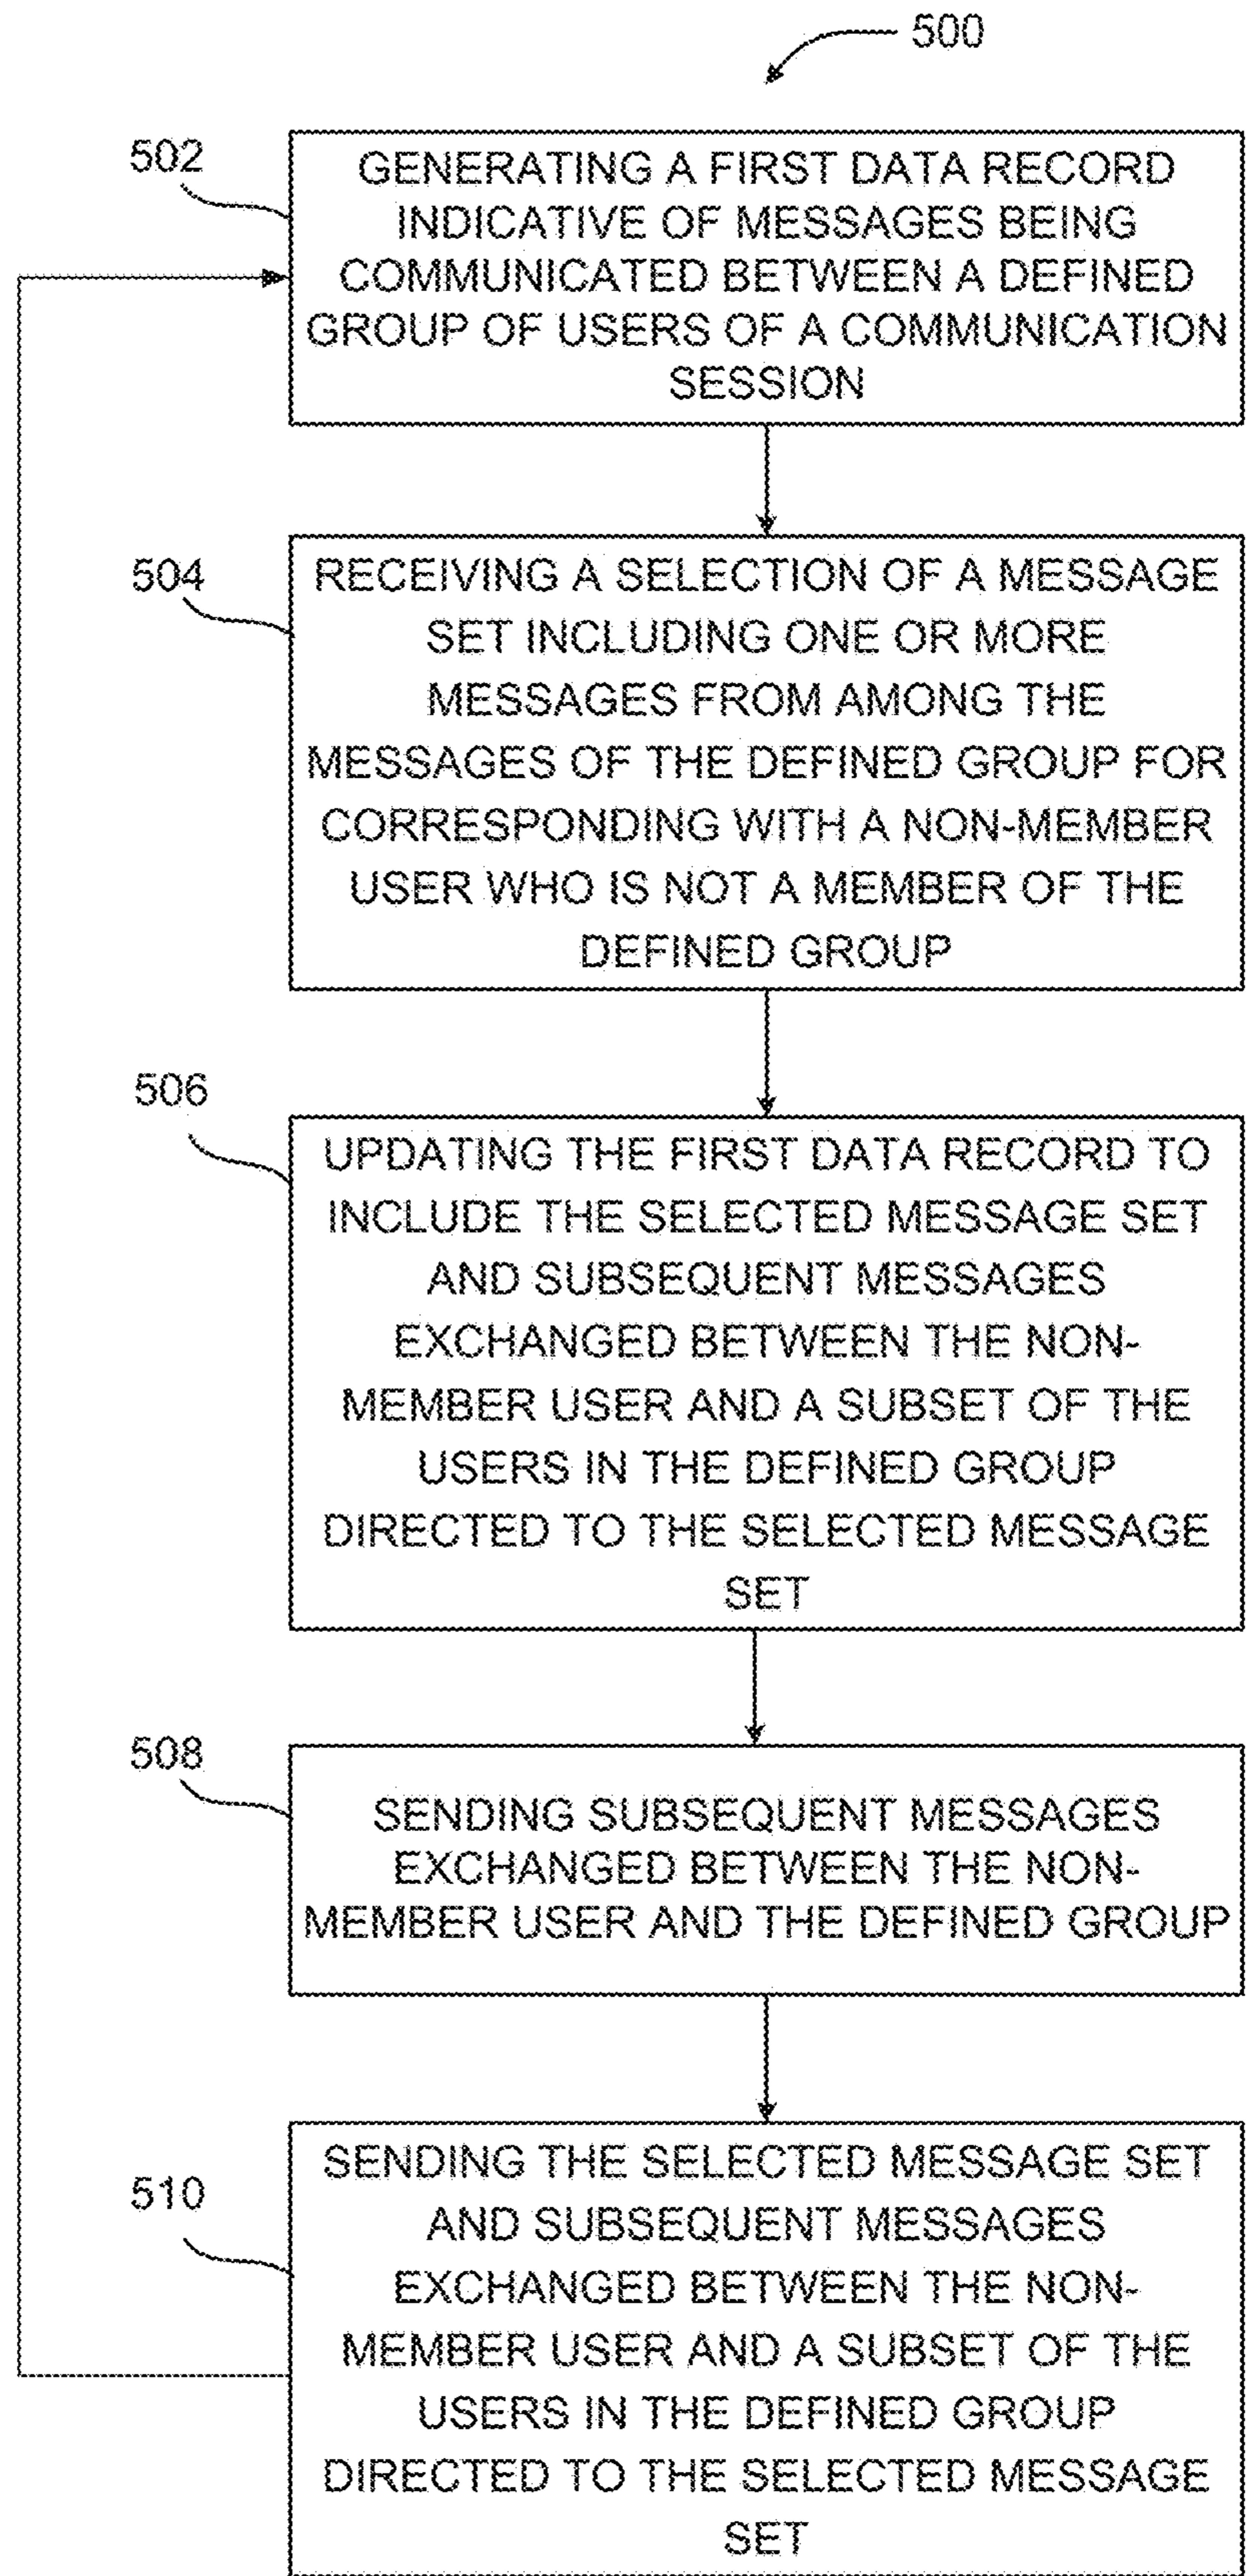 500
502
GENERATING A FIRST DATA RECORD
INDICATIVE OF MESSAGES BEING
COMMUNICATED BETWEEN A DEFINED
GROUP OF USERS OF A COMMUNICATION
SESSION
504
RECEIVING A SELECTION OF A MESSAGE
SET INCLUDING ONE OR MORE
MESSAGES FROM AMONG THE
MESSAGES OF THE DEFINED GROUP FOR
CORRESPONDING WITH A NON-MEMBER
USER WHO IS NOT A MEMBER OF THE
DEFINED GROUP
506
UPDATING THE FIRST DATA RECORD TO
INCLUDE THE SELECTED MESSAGE SET
AND SUBSEQUENT MESSAGES
EXCHANGED BETWEEN THE NON-
MEMBER USER AND A SUBSET OF THE
USERS IN THE DEFINED GROUP
DIRECTED TO THE SELECTED MESSAGE
SET
508
SENDING SUBSEQUENT MESSAGES
EXCHANGED BETWEEN THE NON-
MEMBER USER AND THE DEFINED GROUP
510
SENDING THE SELECTED MESSAGE SET
AND SUBSEQUENT MESSAGES
EXCHANGED BETWEEN THE NON-
MEMBER USER AND A SUBSET OF THE
USERS IN THE DEFINED GROUP
DIRECTED TO THE SELECTED MESSAGE
SET